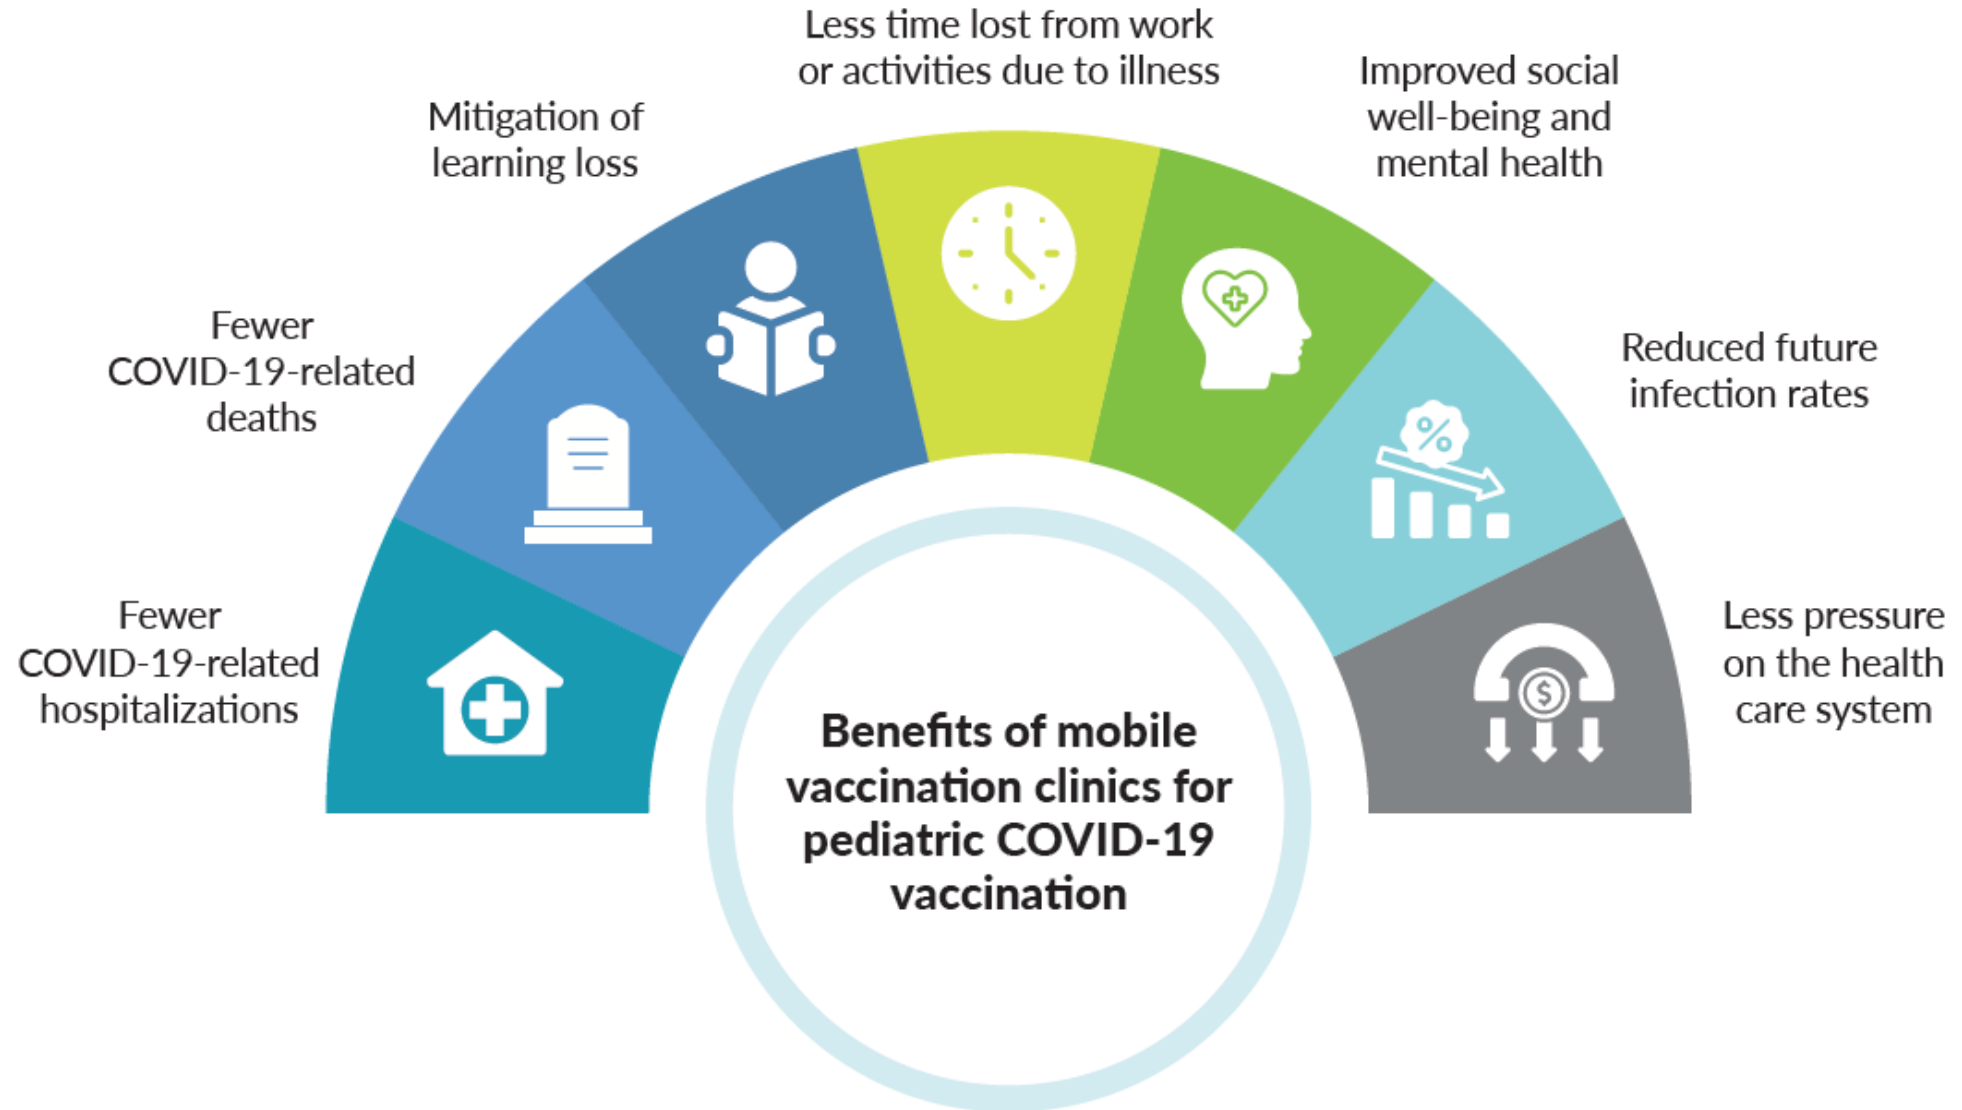 Less time lost from work
or activities due to illness
Improved social
well-being and
mental health
Mitigation of
learning loss
Fewer
COVID-19-related
deaths
Reduced future
infection rates
Fewer
COVID-19-related
hospitalizations
Less pressure
on the health
care system
%
$
Benefits of mobile
vaccination clinics for
pediatric COVID-19
vaccination